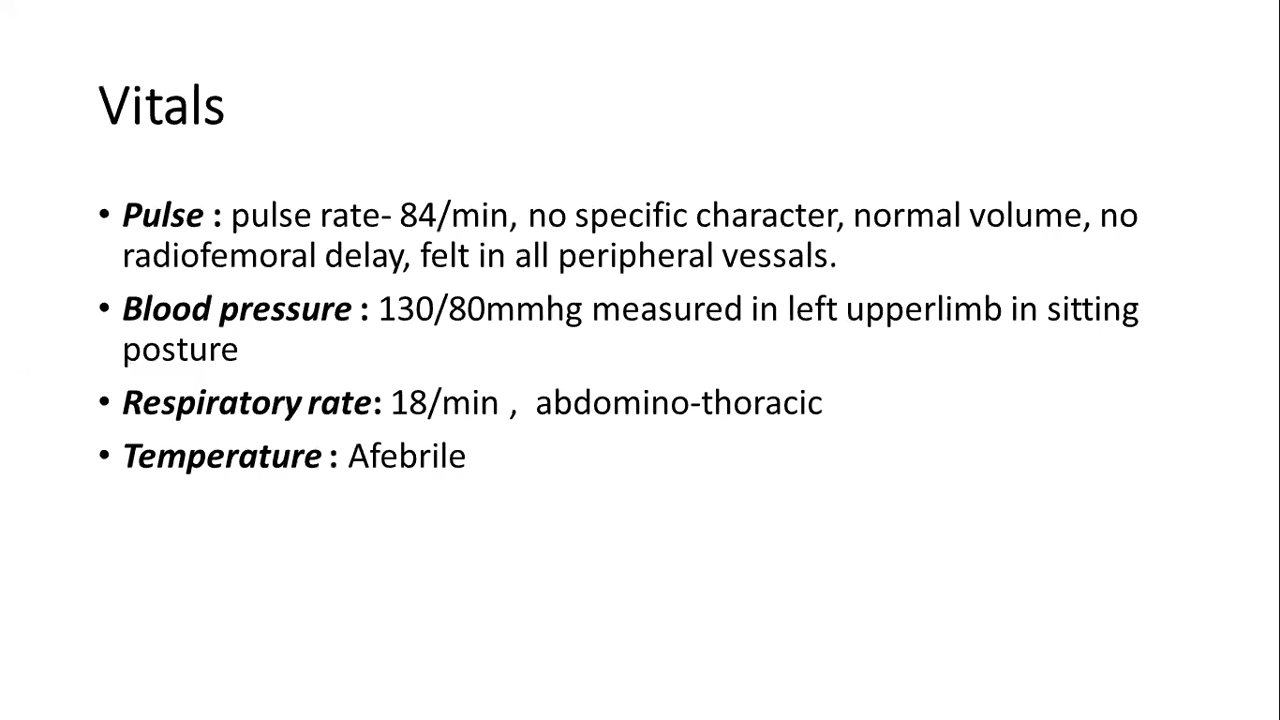 Vitals
• Pulse : pulse rate- 84/min, no specific character, normal volume, no
radiofemoral delay, felt in all peripheral vessals.
• Blood pressure : 130/80mmhg measured in left upperlimb in sitting
posture
• Respiratory rate: 18/min ,  abdomino-thoracic
• Temperature : Afebrile